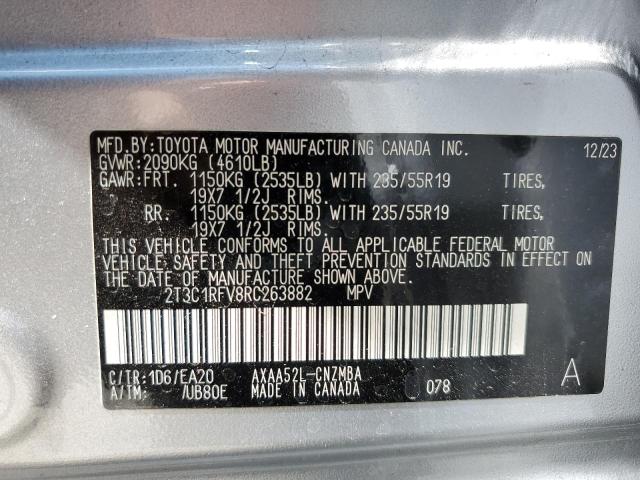 MFD.BY:TOYOTA MOTOR MANUFACTURING CANADA INC. 12/23
GVWR:2090KG (4610LB)
GAWR:FRT. 1150KG (2535LB) WITH 235/55R19 TIRES,
19X7 1/2J RIMS.
RR. 1150KG (2535LB) WITH 235/55R19 TIRES,
19X7 1/2J RIMS.
THIS VEHICLE CONFORMS TO ALL APPLICABLE FEDERAL MOTOR
VEHICLE SAFETY AND THEFT PREVENTION STANDARDS IN EFFECT ON
THE DATE OF MANUFACTURE SHOWN ABOVE.
2T3C1RFV8RC263882 MPV
C/TR:1D6/EA20 AXAA52L-CNZMBA
A/TM: /UB80E MADE IN CANADA 078 A